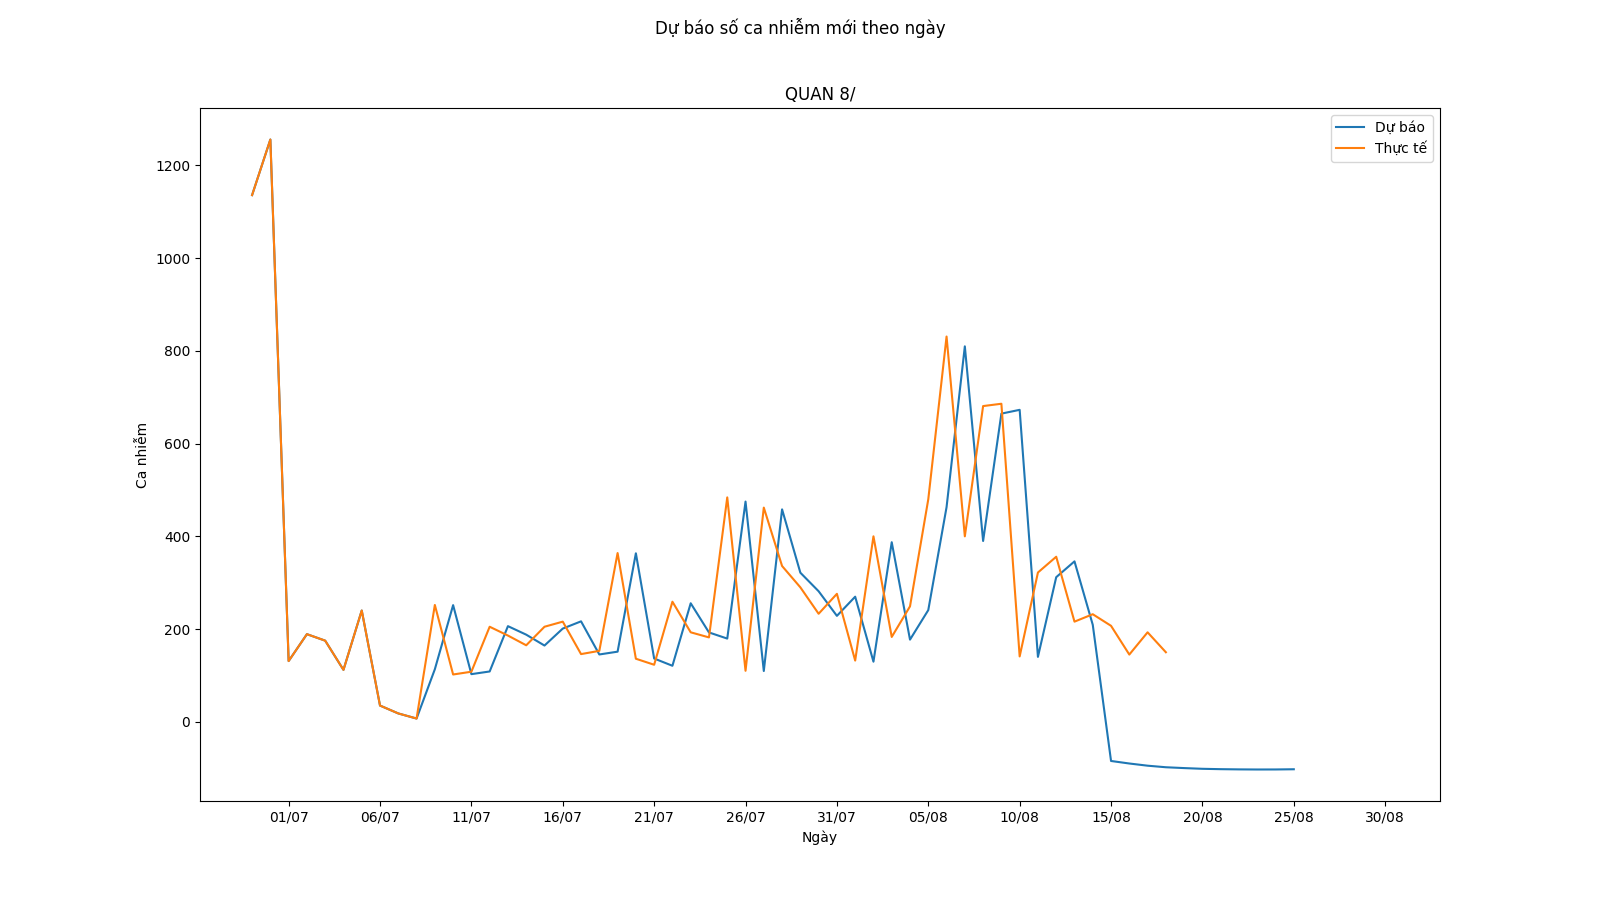 Dự báo số ca nhiễm mới theo ngày
QUAN 8/
Dự báo
Thực tế
1200
1000
800
600
400
200
0
Ca nhiễm
01/07 06/07 11/07 16/07 21/07 26/07 31/07 05/08 10/08 15/08 20/08 25/08 30/08
Ngày